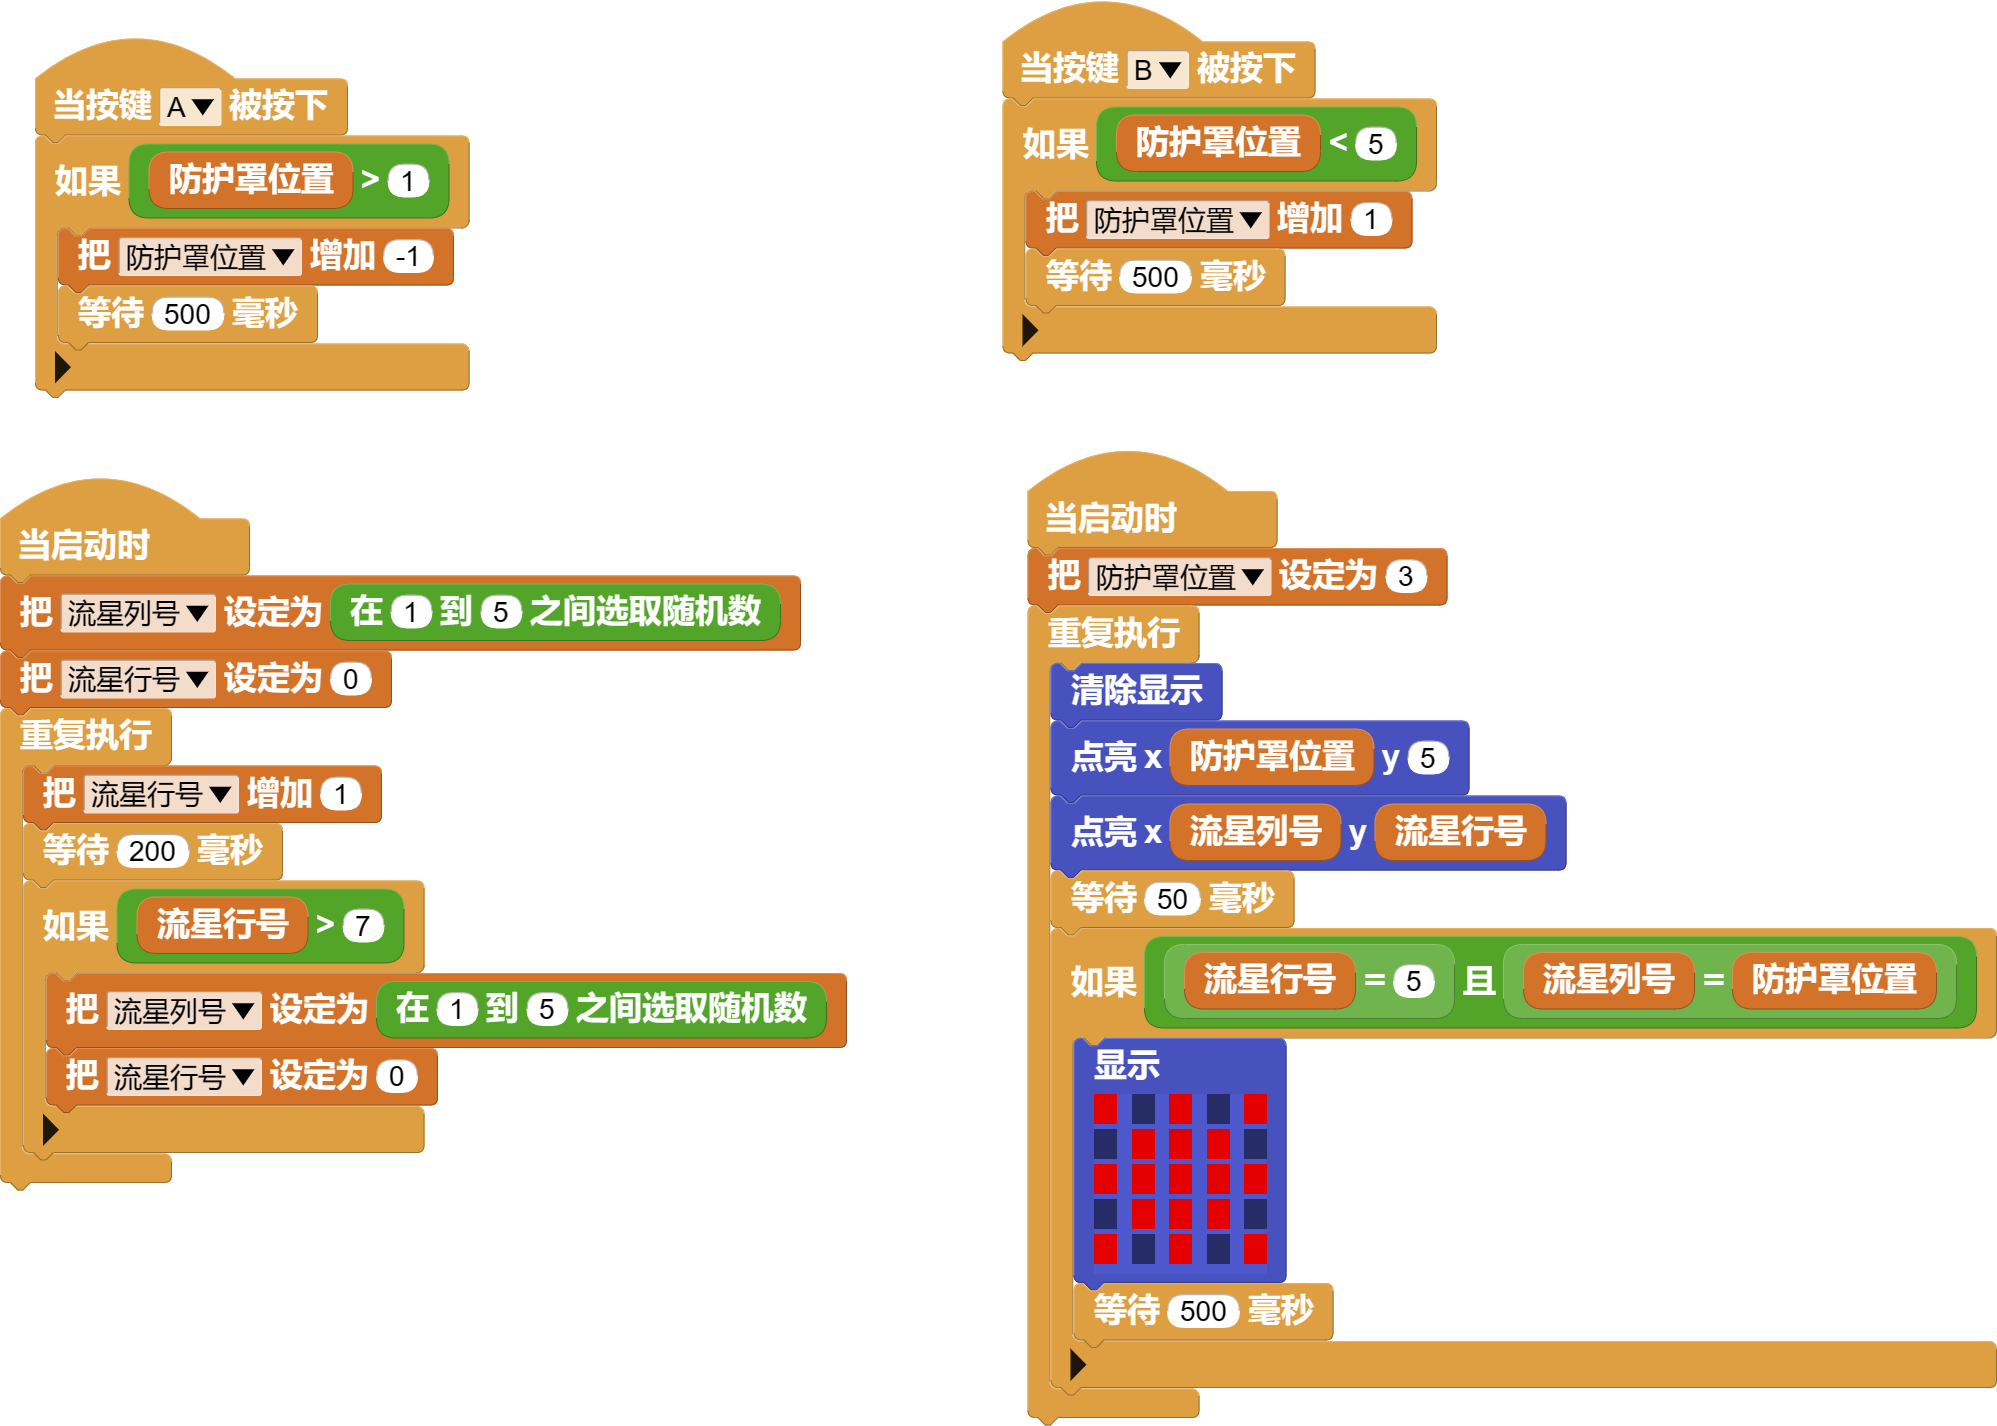 当按键 A 被按下
如果 防护罩位置 > 1
把 防护罩位置 增加 -1
等待 500 毫秒
当按键 B 被按下
如果 防护罩位置 < 5
把 防护罩位置 增加 1
等待 500 毫秒
当启动时
把 流星列号 设定为 在 1 到 5 之间选取随机数
把 流星行号 设定为 0
重复执行
把 流星行号 增加 1
等待 200 毫秒
如果 流星行号 > 7
把 流星列号 设定为 在 1 到 5 之间选取随机数
把 流星行号 设定为 0
当启动时
把 防护罩位置 设定为 3
重复执行
清除显示
点亮 x 防护罩位置 y 5
点亮 x 流星列号 y 流星行号
等待 50 毫秒
如果 流星行号 = 5 且 流星列号 = 防护罩位置
显示
等待 500 毫秒